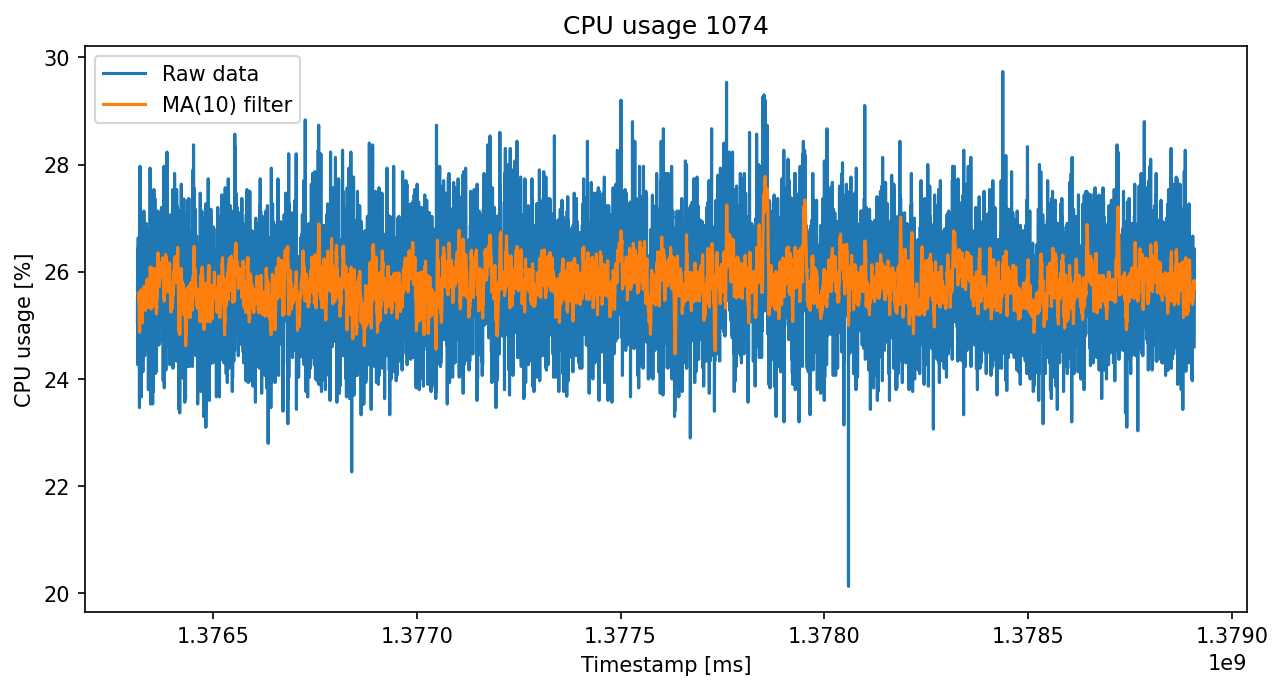 CPU usage 1074
Raw data
MA(10) filter
CPU usage [%]
30
28
26
24
22
20
1.3765
1.3770
1.3775
1.3780
1.3785
1.3790
1e9
Timestamp [ms]